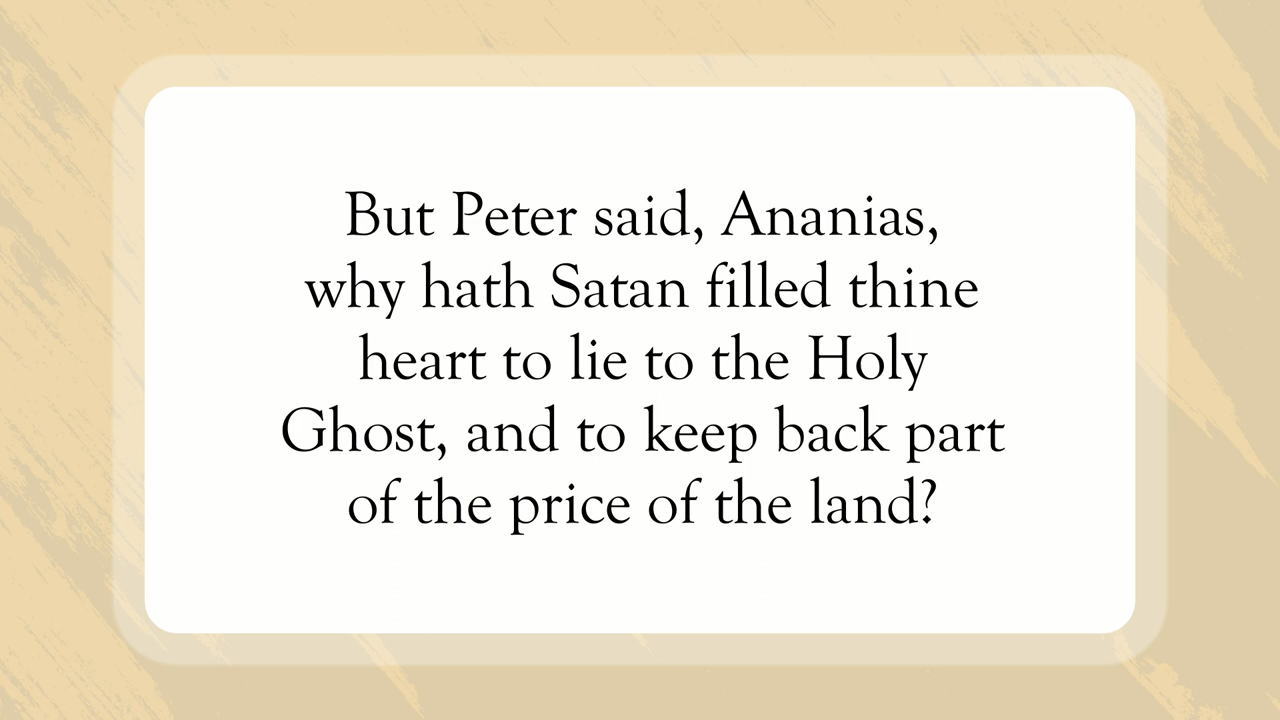 But Peter said, Ananias,
why hath Satan filled thine
heart to lie to the Holy
Ghost, and to keep back part
of the price of the land?